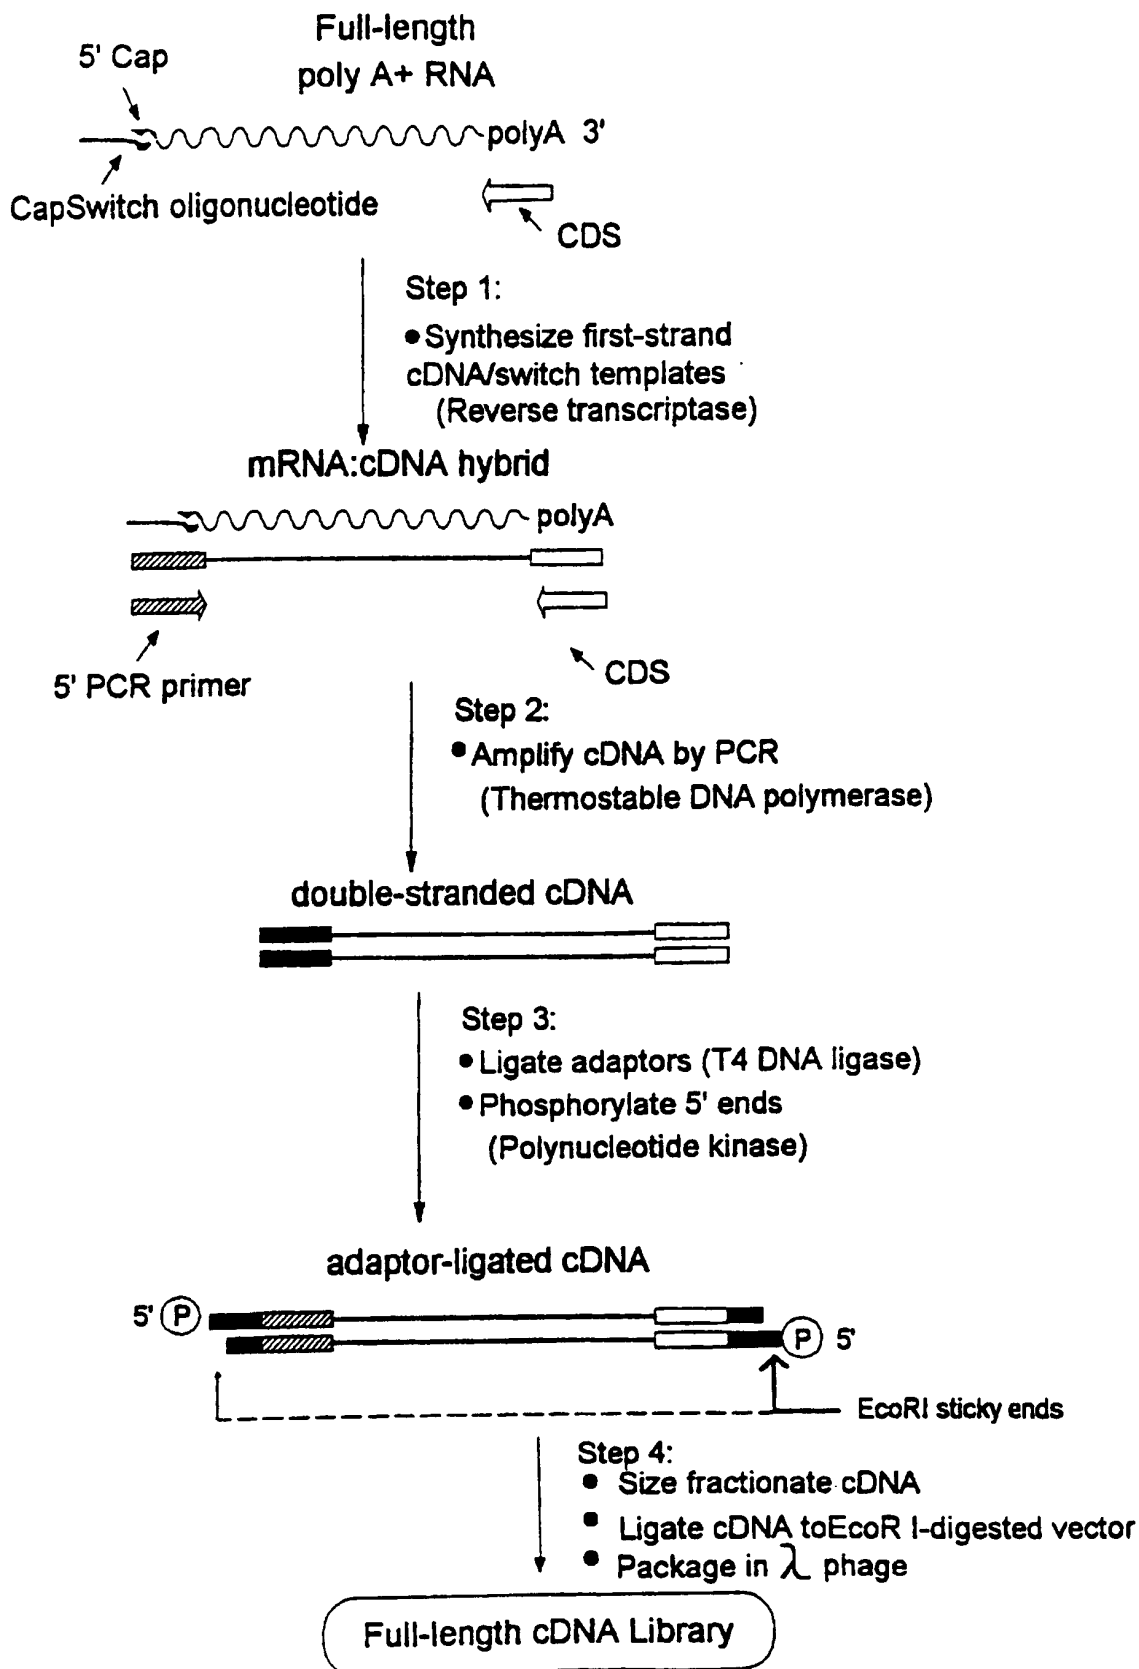 Full-length
5' Cap
poly A+ RNA
polyA 3'
CapSwitch oligonucleotide
CDS
Step 1:
• Synthesize first-strand
cDNA/switch templates
(Reverse transcriptase)
mRNA:cDNA hybrid
polyA
5' PCR primer
CDS
Step 2:
• Amplify cDNA by PCR
(Thermostable DNA polymerase)
double-stranded cDNA
Step 3:
• Ligate adaptors (T4 DNA ligase)
• Phosphorylate 5' ends
(Polynucleotide kinase)
adaptor-ligated cDNA
5' P
P 5'
EcoRI sticky ends
Step 4:
• Size fractionate cDNA
▪ Ligate cDNA toEcoR I-digested vector
• Package in λ phage
Full-length cDNA Library